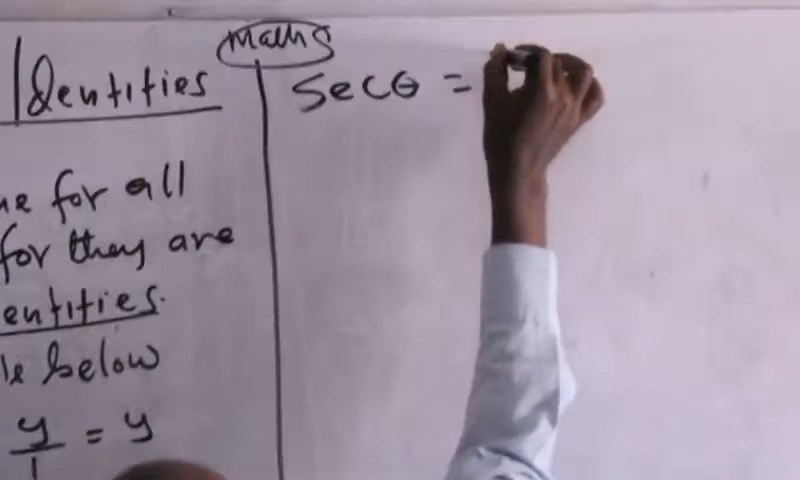 Maths
Identities
for all
for they are
entities.
below
y/1 = y
Secθ =